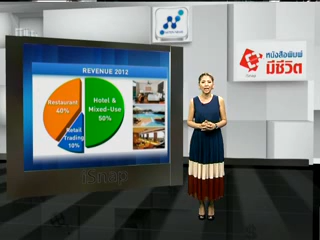 REVENUE 2012
Restaurant
40%
Hotel &
Mixed-Use
50%
Retail
Trading
10%
หนังสือพิมพ์
มีชีวิต
iSnap